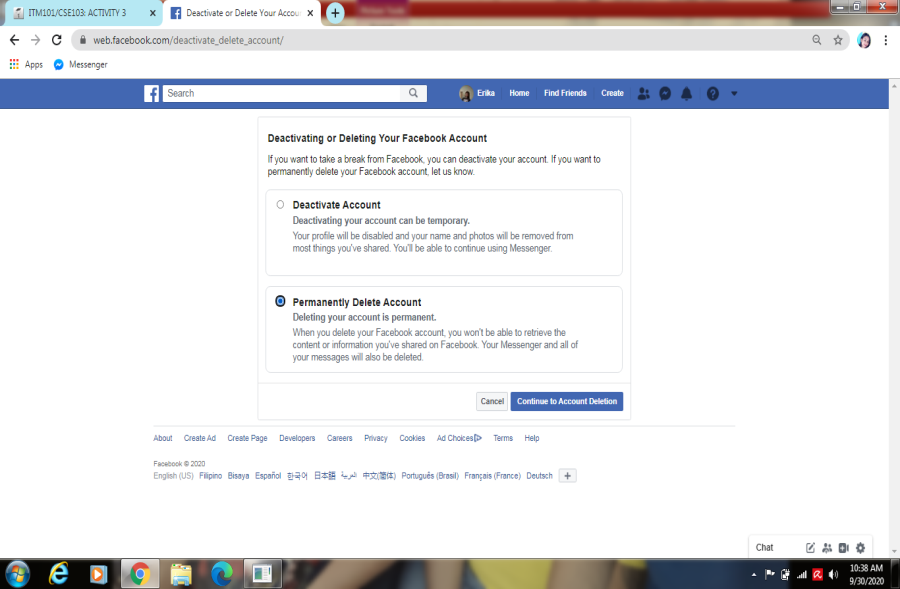 ITM101/CSE103: ACTIVITY 3
Deactivate or Delete Your Accou
web.facebook.com/deactivate_delete_account/
Apps
Messenger
Search
Erika
Home
Find Friends
Create
Deactivating or Deleting Your Facebook Account
If you want to take a break from Facebook, you can deactivate your account. If you want to
permanently delete your Facebook account, let us know.
Deactivate Account
Deactivating your account can be temporary.
Your profile will be disabled and your name and photos will be removed from
most things you've shared. You'll be able to continue using Messenger.
Permanently Delete Account
Deleting your account is permanent.
When you delete your Facebook account, you won't be able to retrieve the
content or information you've shared on Facebook. Your Messenger and all of
your messages will also be deleted.
Cancel
Continue to Account Deletion
About Create Ad Create Page Developers Careers Privacy Cookies Ad Choices Terms Help
Facebook © 2020
English (US) Filipino Bisaya Español 한국어 日本語 العربية 中文(简体) Português (Brasil) Français (France) Deutsch
Chat
10:38 AM
9/30/2020